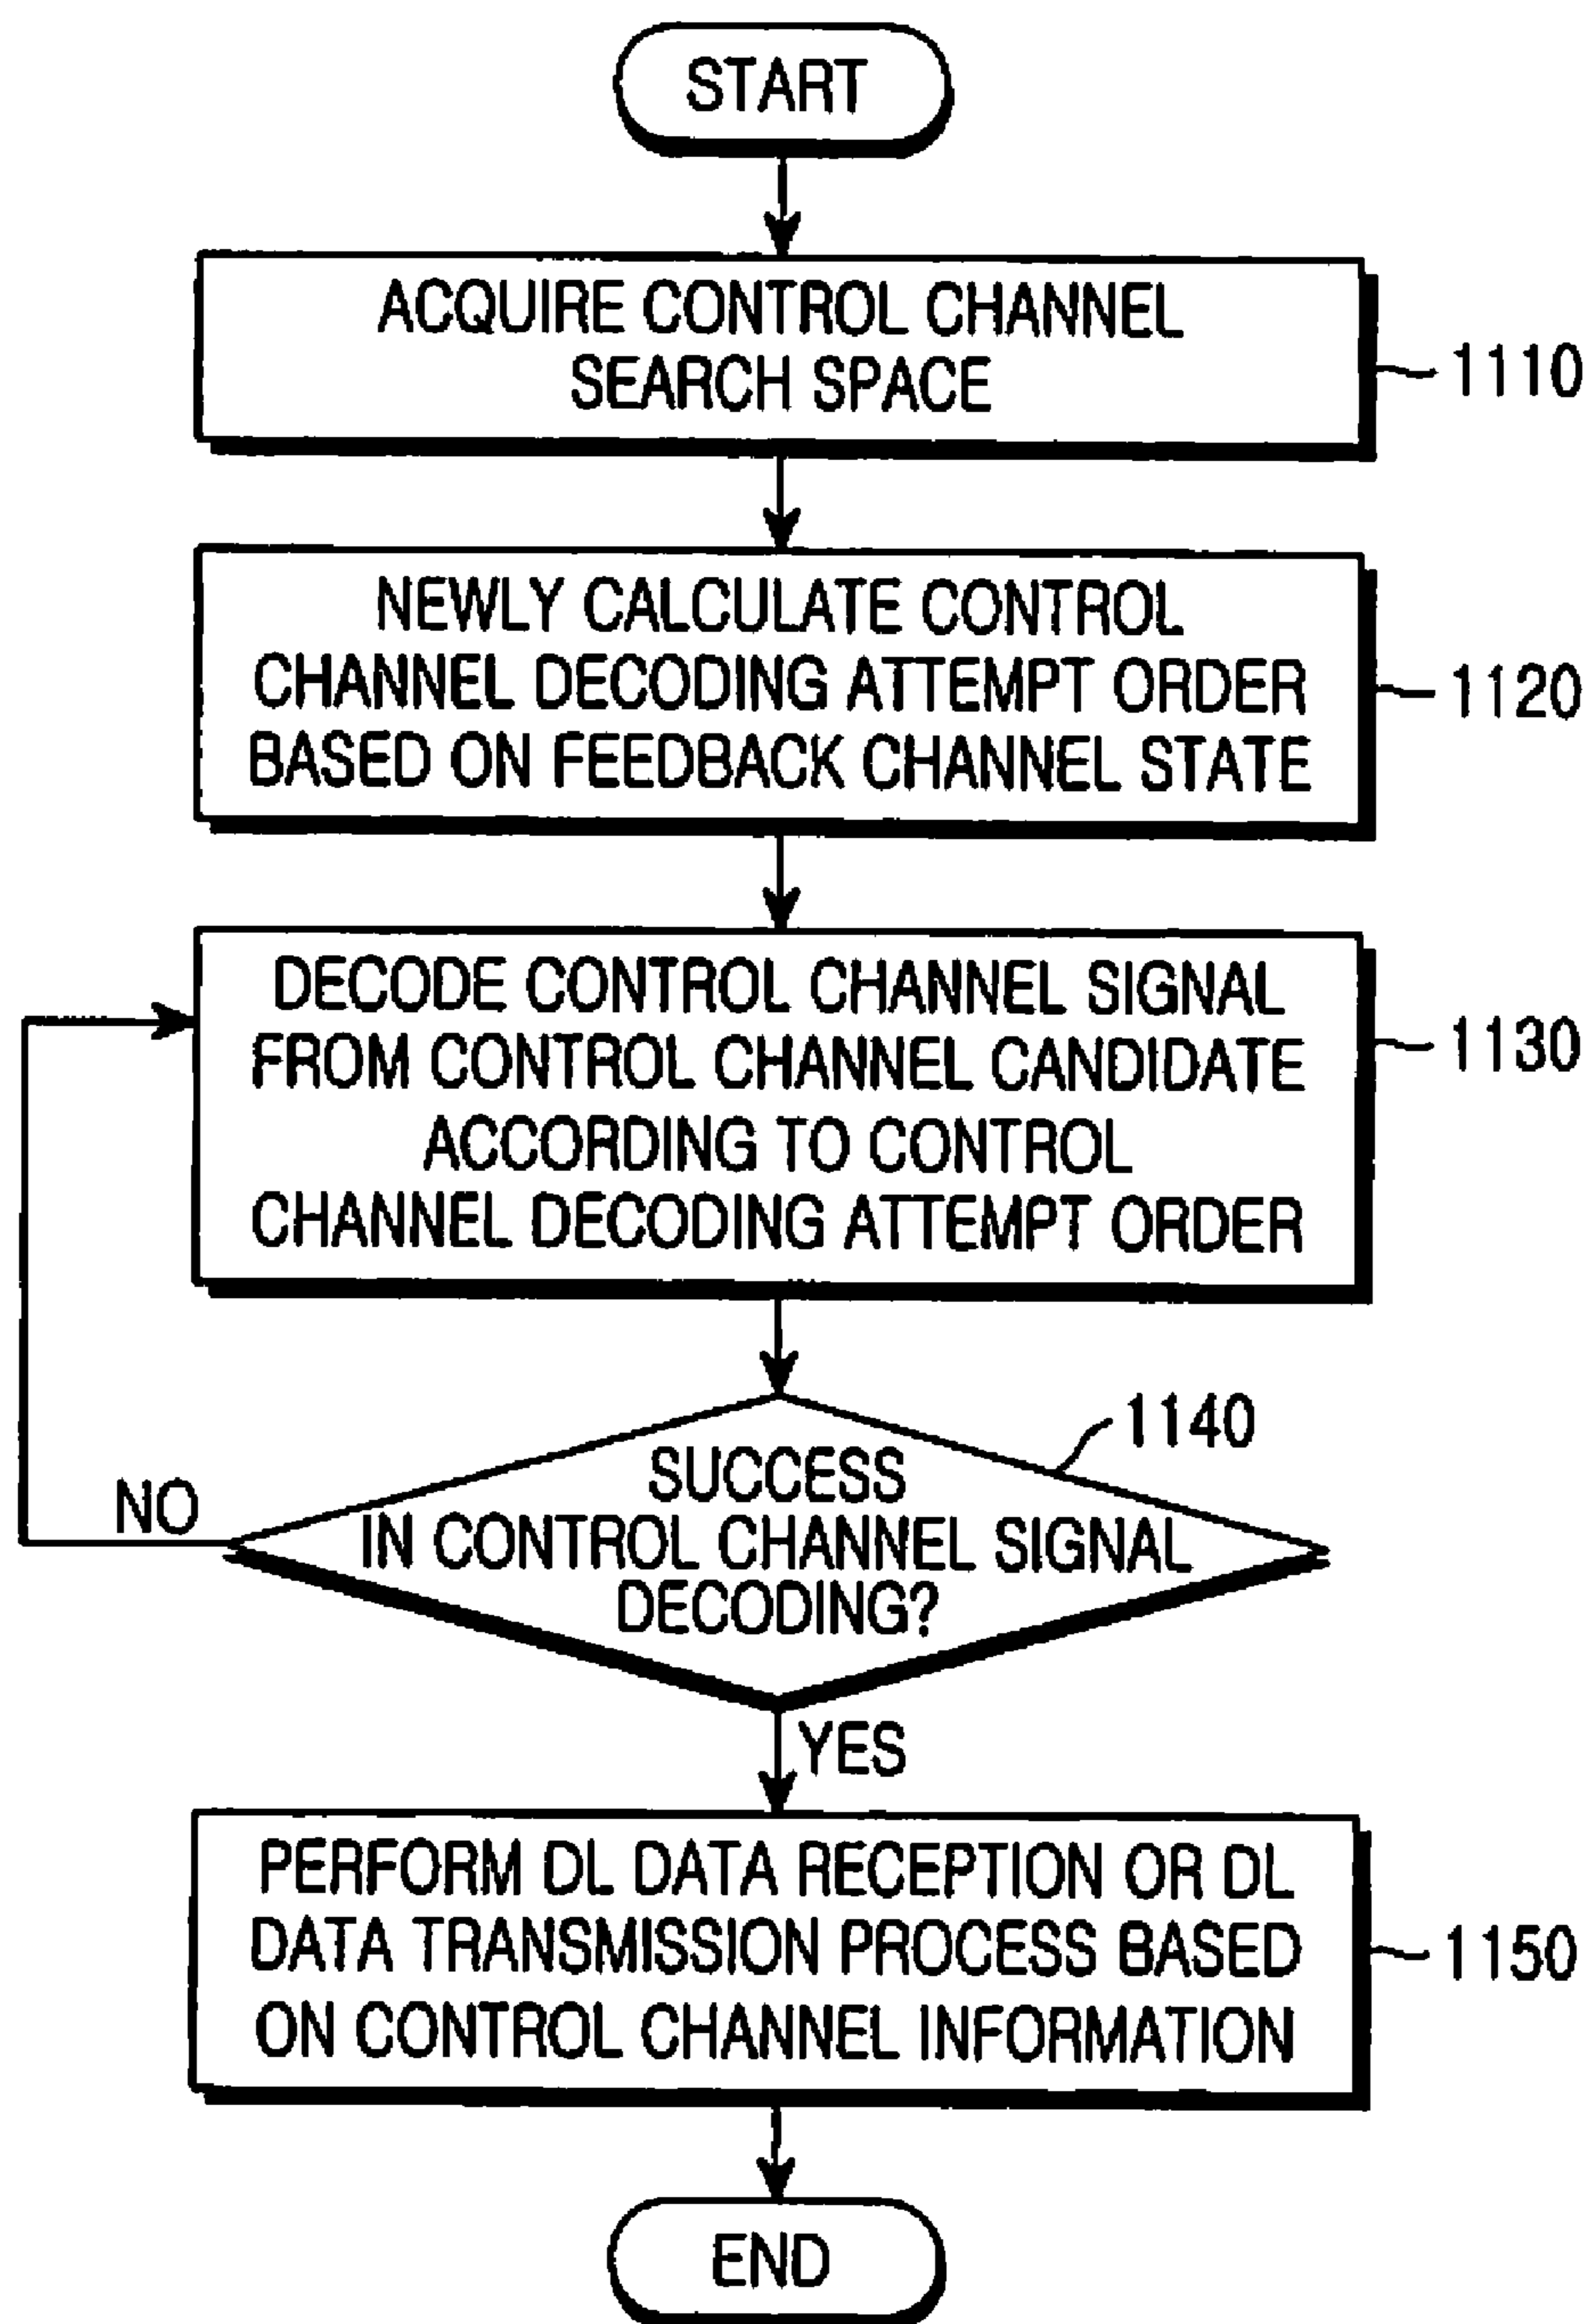 START
ACQUIRE CONTROL CHANNEL
SEARCH SPACE
1110
NEWLY CALCULATE CONTROL
CHANNEL DECODING ATTEMPT ORDER
BASED ON FEEDBACK CHANNEL STATE
1120
DECODE CONTROL CHANNEL SIGNAL
FROM CONTROL CHANNEL CANDIDATE
ACCORDING TO CONTROL
CHANNEL DECODING ATTEMPT ORDER
1130
1140
SUCCESS
IN CONTROL CHANNEL SIGNAL
DECODING?
NO
YES
PERFORM DL DATA RECEPTION OR DL
DATA TRANSMISSION PROCESS BASED
ON CONTROL CHANNEL INFORMATION
1150
END